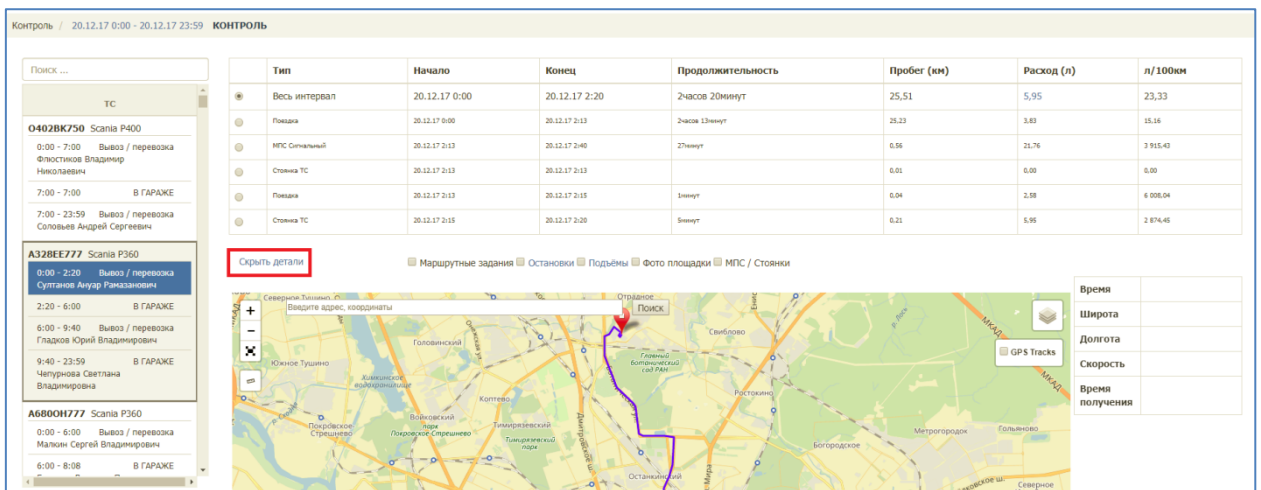 Контроль / 20.12.17 0:00 - 20.12.17 23:59 КОНТРОЛЬ
Поиск ...
ТС
О402ВК750 Scania P400
0:00 - 7:00 Вывоз / перевозка
Флюстиков Владимир
Николаевич
7:00 - 7:00 В ГАРАЖЕ
7:00 - 23:59 Вывоз / перевозка
Соловьев Андрей Сергеевич
А328ЕЕ777 Scania P360
0:00 - 2:20 Вывоз / перевозка
Султанов Ануар Рамазанович
2:20 - 6:00 В ГАРАЖЕ
6:00 - 9:40 Вывоз / перевозка
Гладков Юрий Владимирович
9:40 - 23:59 В ГАРАЖЕ
Чепурнова Светлана
Владимировна
А680ОН777 Scania P360
0:00 - 6:00 Вывоз / перевозка
Малкин Сергей Владимирович
6:00 - 8:08 В ГАРАЖЕ
Тип Начало Конец Продолжительность Пробег (км) Расход (л) л/100км
Весь интервал 20.12.17 0:00 20.12.17 2:20 2часов 20минут 25,51 5,95 23,33
Поездка 20.12.17 0:00 20.12.17 2:13 2часов 13минут 25,23 3,83 15.16
МПС Сигнальный 20.12.17 2:13 20.12.17 2:40 27минут 0,56 21,76 3 915,43
Стоянка ТС 20.12.17 2:13 20.12.17 2:13 0,01 0,00 0,00
Поездка 20.12.17 2:13 20.12.17 2:15 1минут 0,04 2,58 6 008,04
Стоянка ТС 20.12.17 2:15 20.12.17 2:20 5минут 0,21 5,95 2 874,45
Скрыть детали
Маршрутные задания Остановки Подъёмы Фото площадки МПС / Стоянки
Время
Широта
Долгота
Скорость
Время
получения
+
−
Введите адрес, координаты
Поиск
GPS Tracks
Северное Тушино
Отрадное
МКАД
Головинский
Свиблово
р. Яуза
МКАД
Южное Тушино
Главный
ботанический
сад РАН
Химкинское
водохранилище
Коптево
Ростокино
МКАД
Войковский
парк
Покровское-Стрешнево
Покровское
Стрешнево
Тимирязевский
Тимирязевский
парк
Дмитровское ш.
Метрогородок
Гольяново
Богородское
Останкинский
Мира
Северное